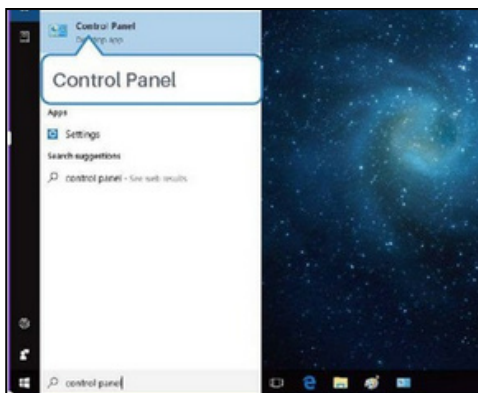 Control Panel
Desktop app
Control Panel
Apps
Settings
Search suggestions
control panel - See web results
control panel